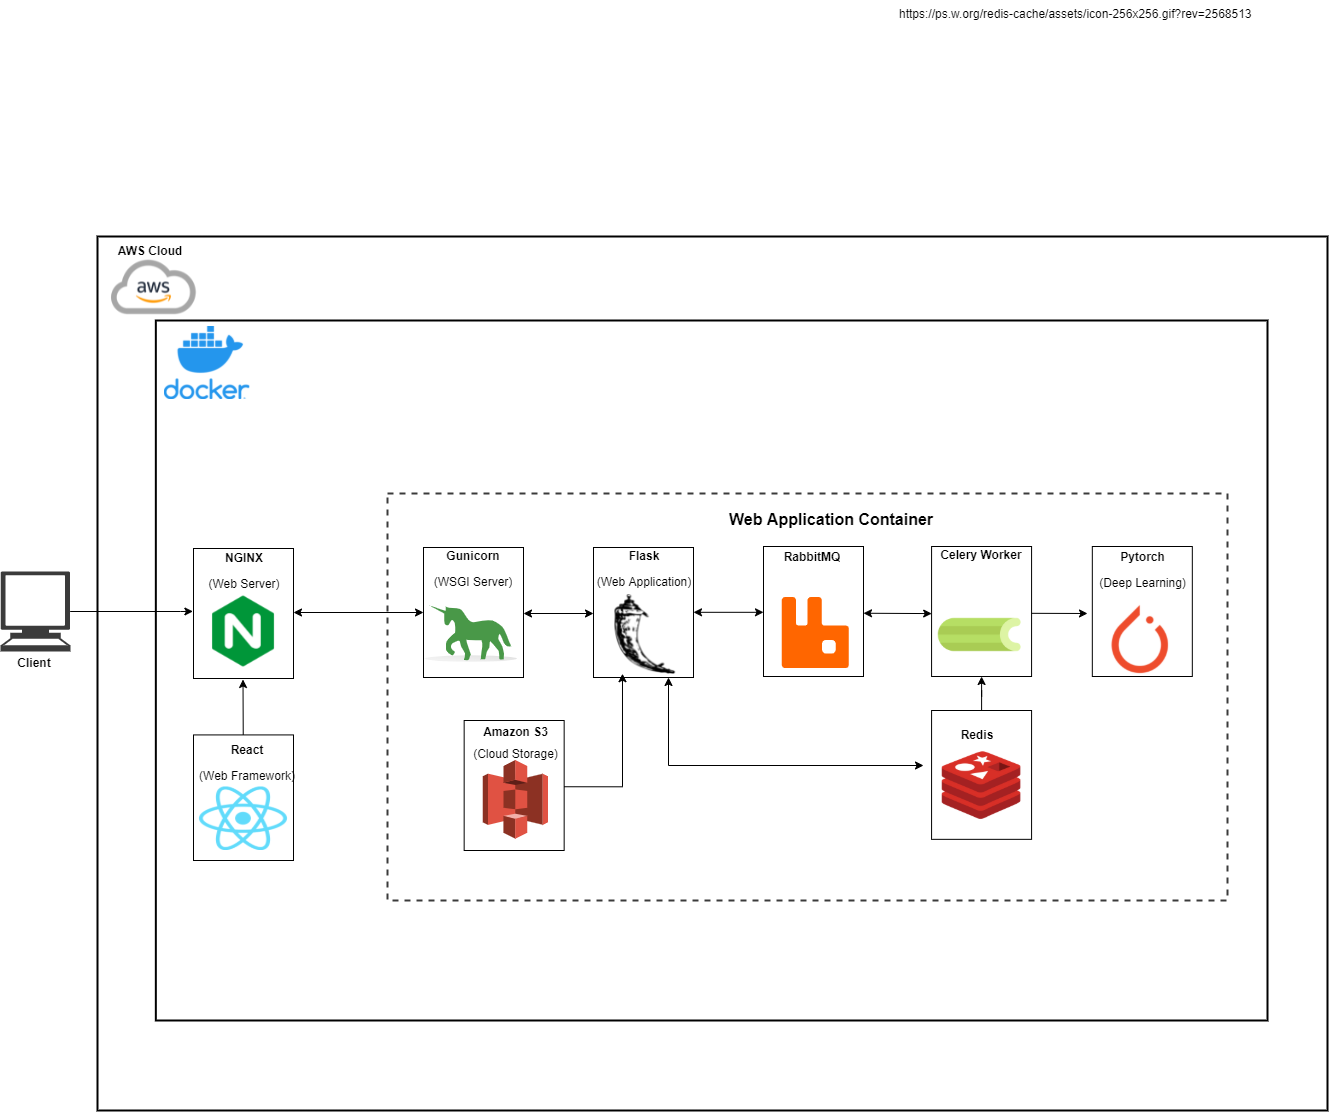 https://ps.w.org/redis-cache/assets/icon-256x256.gif?rev=2568513
AWS Cloud
aws
docker
Web Application Container
NGINX
(Web Server)
N
Gunicorn
(WSGI Server)
Flask
(Web Application)
RabbitMQ
Celery Worker
Pytorch
(Deep Learning)
Client
React
(Web Framework)
Amazon S3
(Cloud Storage)
Redis